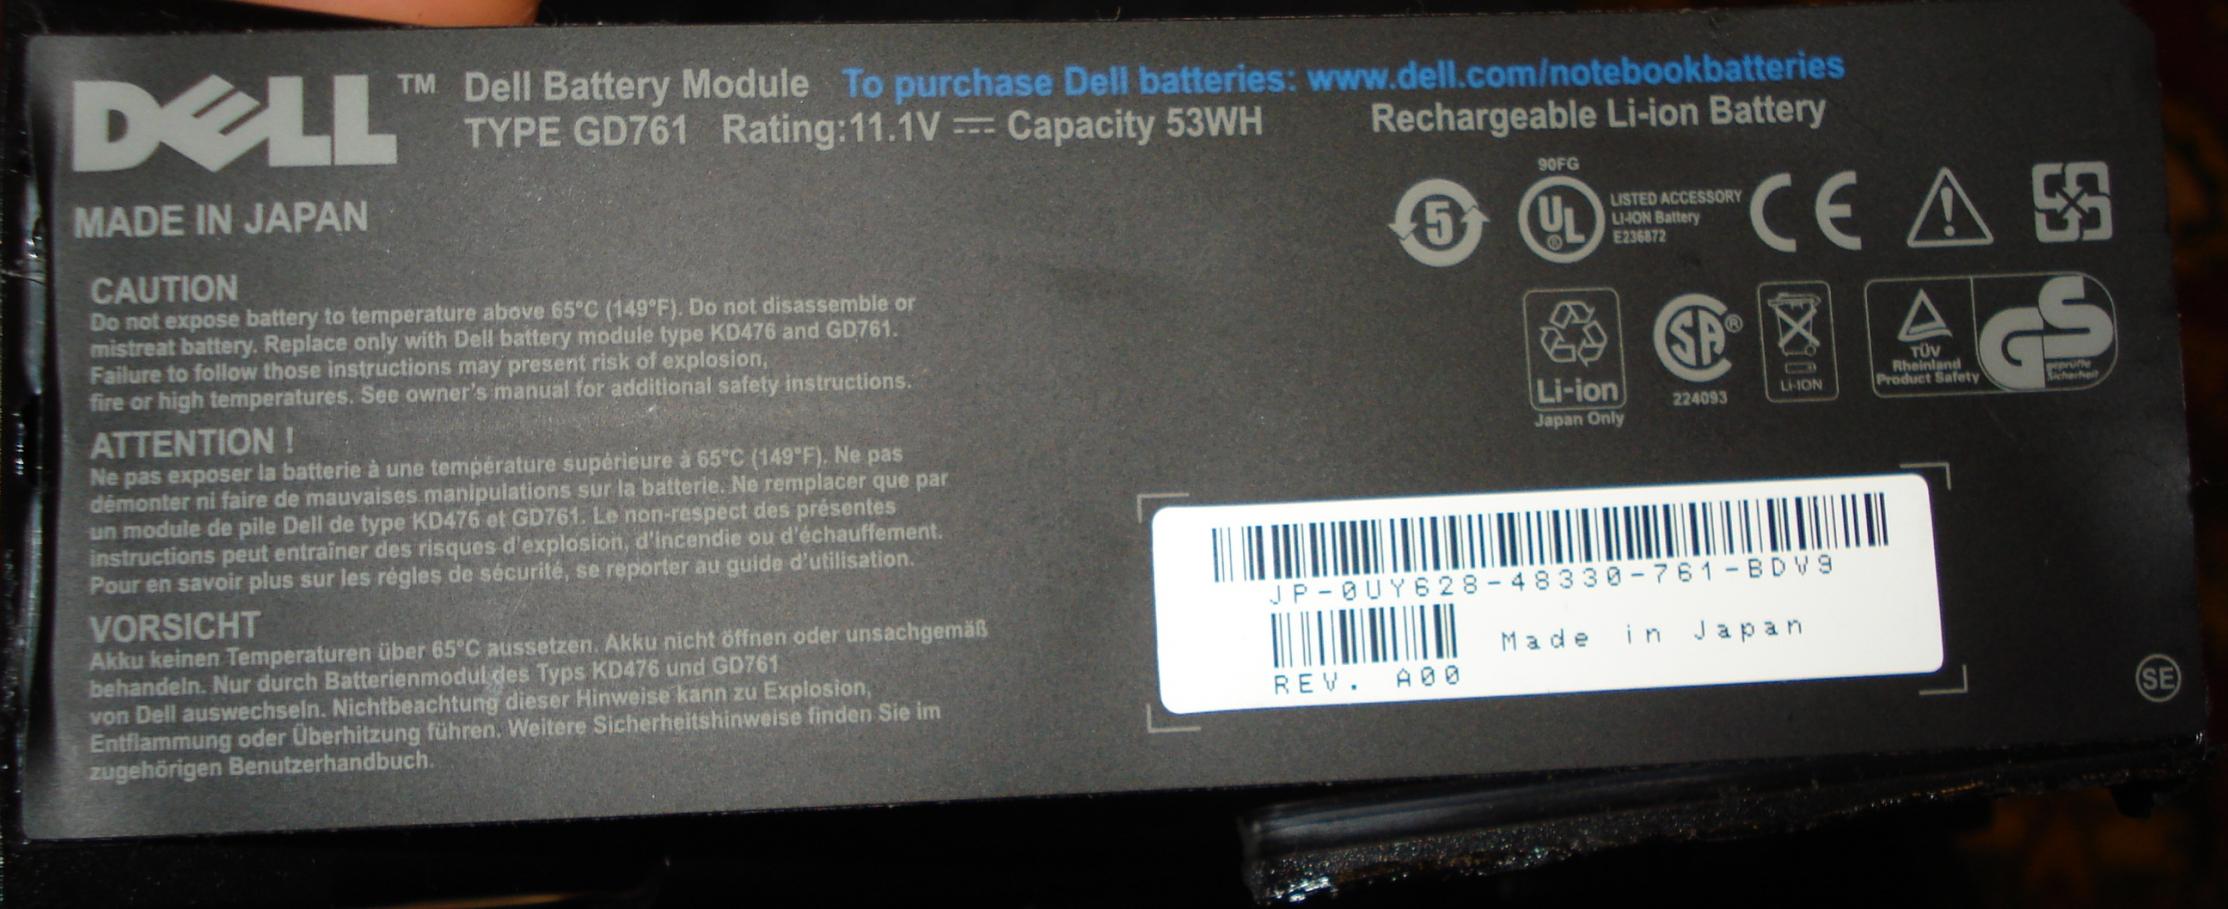 DELL™
Dell Battery Module To purchase Dell batteries: www.dell.com/notebookbatteries
TYPE GD761 Rating:11.1V ⎓ Capacity 53WH Rechargeable Li-ion Battery
MADE IN JAPAN
CAUTION
Do not expose battery to temperature above 65°C (149°F). Do not disassemble or
mistreat battery. Replace only with Dell battery module type KD476 and GD761.
Failure to follow those instructions may present risk of explosion,
fire or high temperatures. See owner's manual for additional safety instructions.
ATTENTION !
Ne pas exposer la batterie à une température supérieure à 65°C (149°F). Ne pas
démonter ni faire de mauvaises manipulations sur la batterie. Ne remplacer que par
un module de pile Dell de type KD476 et GD761. Le non-respect des présentes
instructions peut entraîner des risques d'explosion, d'incendie ou d'échauffement.
Pour en savoir plus sur les règles de sécurité, se reporter au guide d'utilisation.
VORSICHT
Akku keinen Temperaturen über 65°C aussetzen. Akku nicht öffnen oder unsachgemäß
behandeln. Nur durch Batterienmodul des Typs KD476 und GD761
von Dell auswechseln. Nichtbeachtung dieser Hinweise kann zu Explosion,
Entflammung oder Überhitzung führen. Weitere Sicherheitshinweise finden Sie im
zugehörigen Benutzerhandbuch.
5
90FG
UL®
LISTED ACCESSORY
LI-ION Battery
E236872
CE
!
Li-ion
Japan Only
SA®
224093
LI-ION
TÜV
Rheinland
Product Safety
GS
geprüfte
Sicherheit
JP-0UY628-48330-761-BDV9
Made in Japan
REV. A00
SE